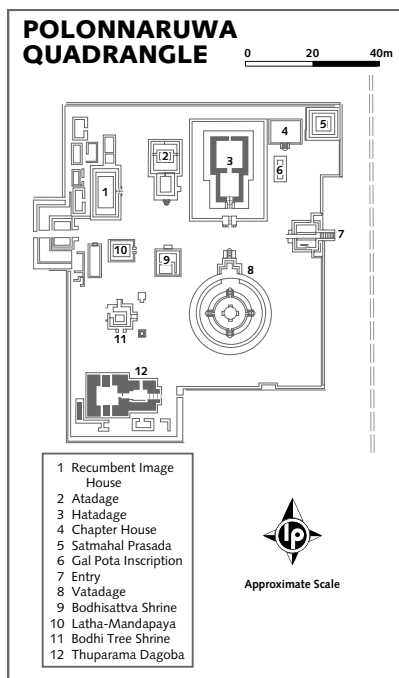 POLONNARUWA
QUADRANGLE
0 20 40m
5
4
2
3
6
1
7
10
9
8
11
12
1 Recumbent Image
House
2 Atadage
3 Hatadage
4 Chapter House
5 Satmahal Prasada
6 Gal Pota Inscription
7 Entry
8 Vatadage
9 Bodhisattva Shrine
10 Latha-Mandapaya
11 Bodhi Tree Shrine
12 Thuparama Dagoba
lp
Approximate Scale